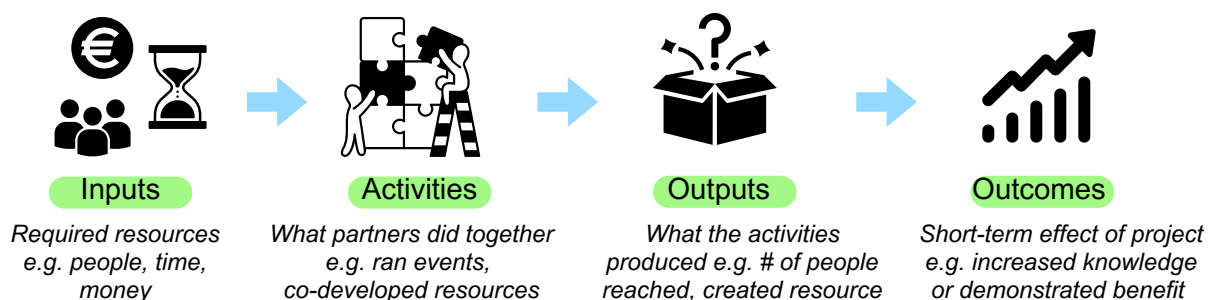 Inputs
Required resources
e.g. people, time,
money
Activities
What partners did together
e.g. ran events,
co-developed resources
Outputs
What the activities
produced e.g. # of people
reached, created resource
Outcomes
Short-term effect of project
e.g. increased knowledge
or demonstrated benefit